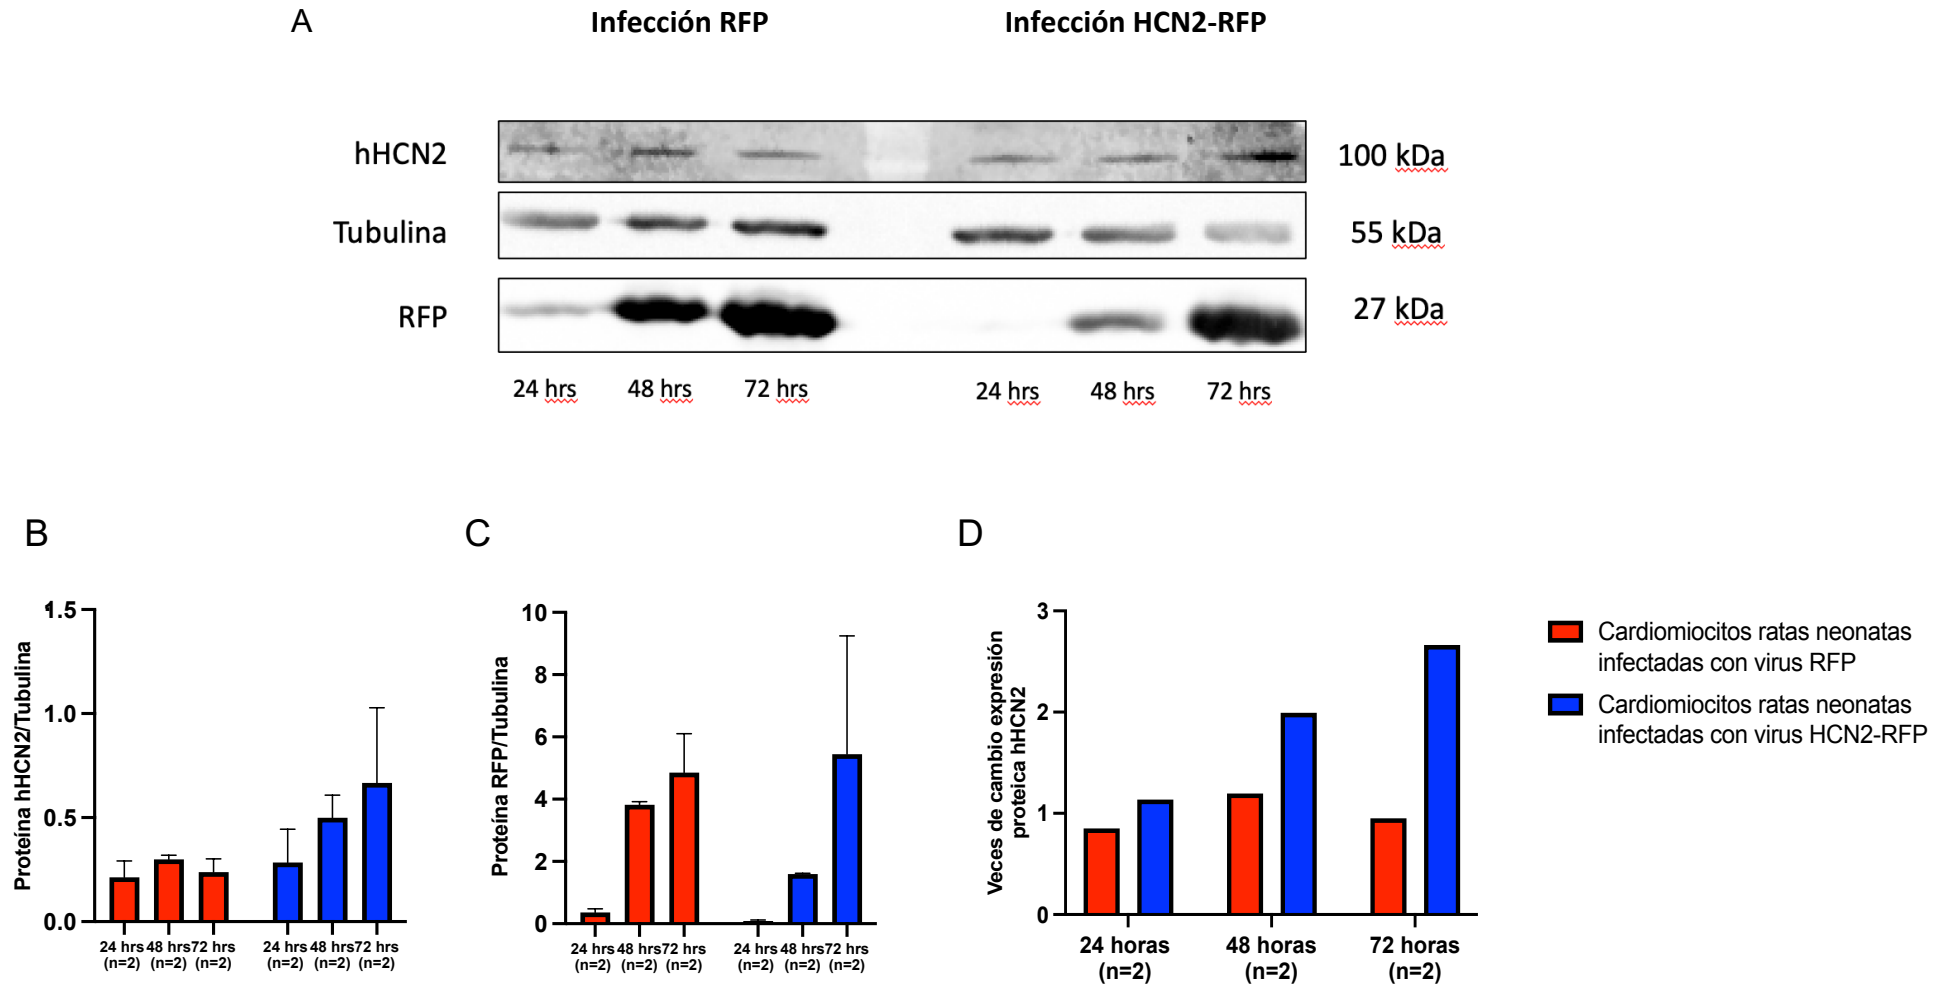 A
Infección RFP
Infección HCN2-RFP
hHCN2
100 kDa
Tubulina
55 kDa
RFP
27 kDa
24 hrs 48 hrs 72 hrs
24 hrs 48 hrs 72 hrs
B
Proteína hHCN2/Tubulina
1.5
1.0
0.5
0.0
24 hrs 48 hrs 72 hrs 24 hrs 48 hrs 72 hrs
(n=2) (n=2) (n=2) (n=2) (n=2) (n=2)
C
Proteína RFP/Tubulina
10
8
6
4
2
0
24 hrs 48 hrs 72 hrs 24 hrs 48 hrs 72 hrs
(n=2) (n=2) (n=2) (n=2) (n=2) (n=2)
D
Veces de cambio expresión
proteica hHCN2
3
2
1
0
24 horas 48 horas 72 horas
(n=2) (n=2) (n=2)
Cardiomiocitos ratas neonatas
infectadas con virus RFP
Cardiomiocitos ratas neonatas
infectadas con virus HCN2-RFP